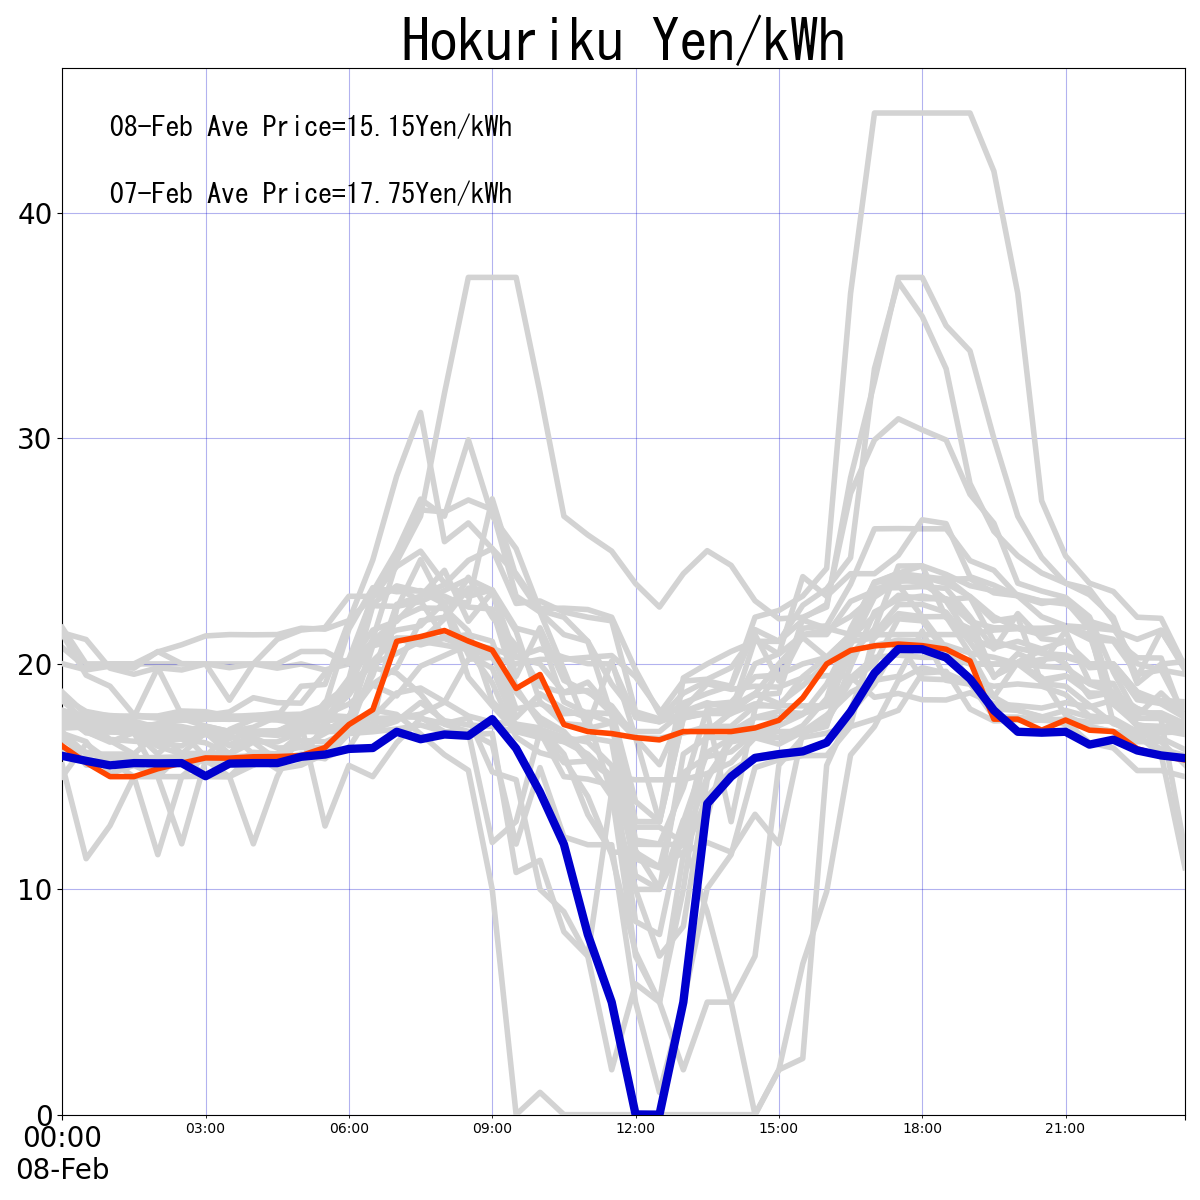 Hokuriku Yen/kWh
08-Feb Ave Price=15.15Yen/kWh
07-Feb Ave Price=17.75Yen/kWh
40
30
20
10
0
00:00 03:00 06:00 09:00 12:00 15:00 18:00 21:00
08-Feb